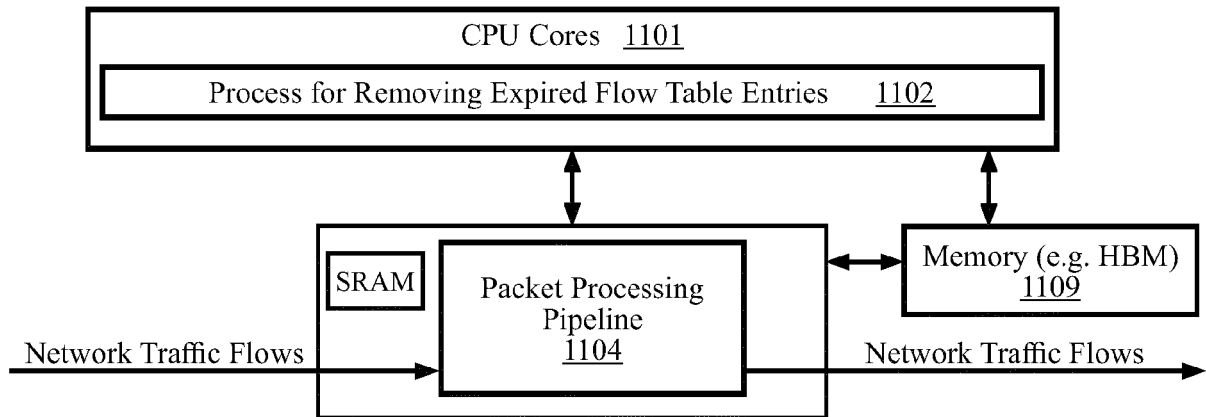 CPU Cores 1101
Process for Removing Expired Flow Table Entries 1102
SRAM
Packet Processing
Pipeline
1104
Memory (e.g. HBM)
1109
Network Traffic Flows
Network Traffic Flows